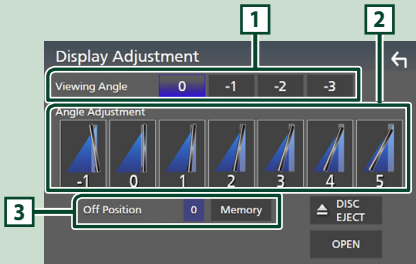 1 2
Display Adjustment
Viewing Angle 0 -1 -2 -3
Angle Adjustment
-1 0 1 2 3 4 5
3 Off Position 0 Memory
DISC
EJECT
OPEN